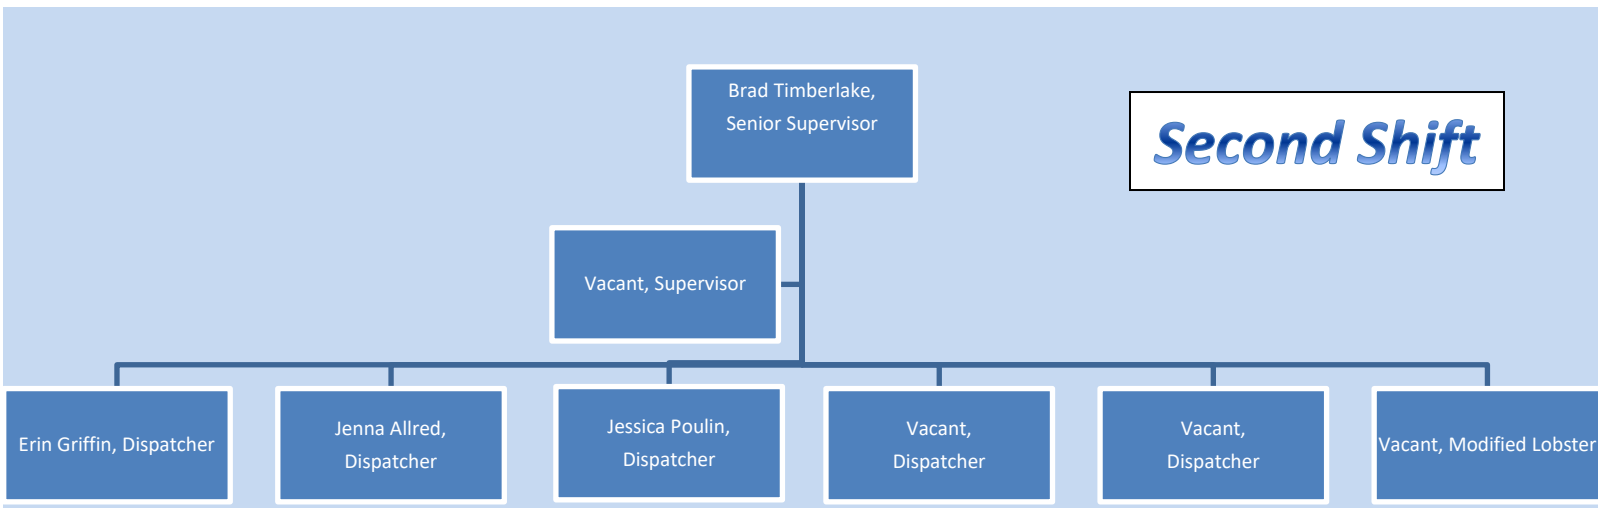 Brad Timberlake,
Senior Supervisor
Second Shift
Vacant, Supervisor
Erin Griffin, Dispatcher
Jenna Allred,
Dispatcher
Jessica Poulin,
Dispatcher
Vacant,
Dispatcher
Vacant,
Dispatcher
Vacant, Modified Lobster